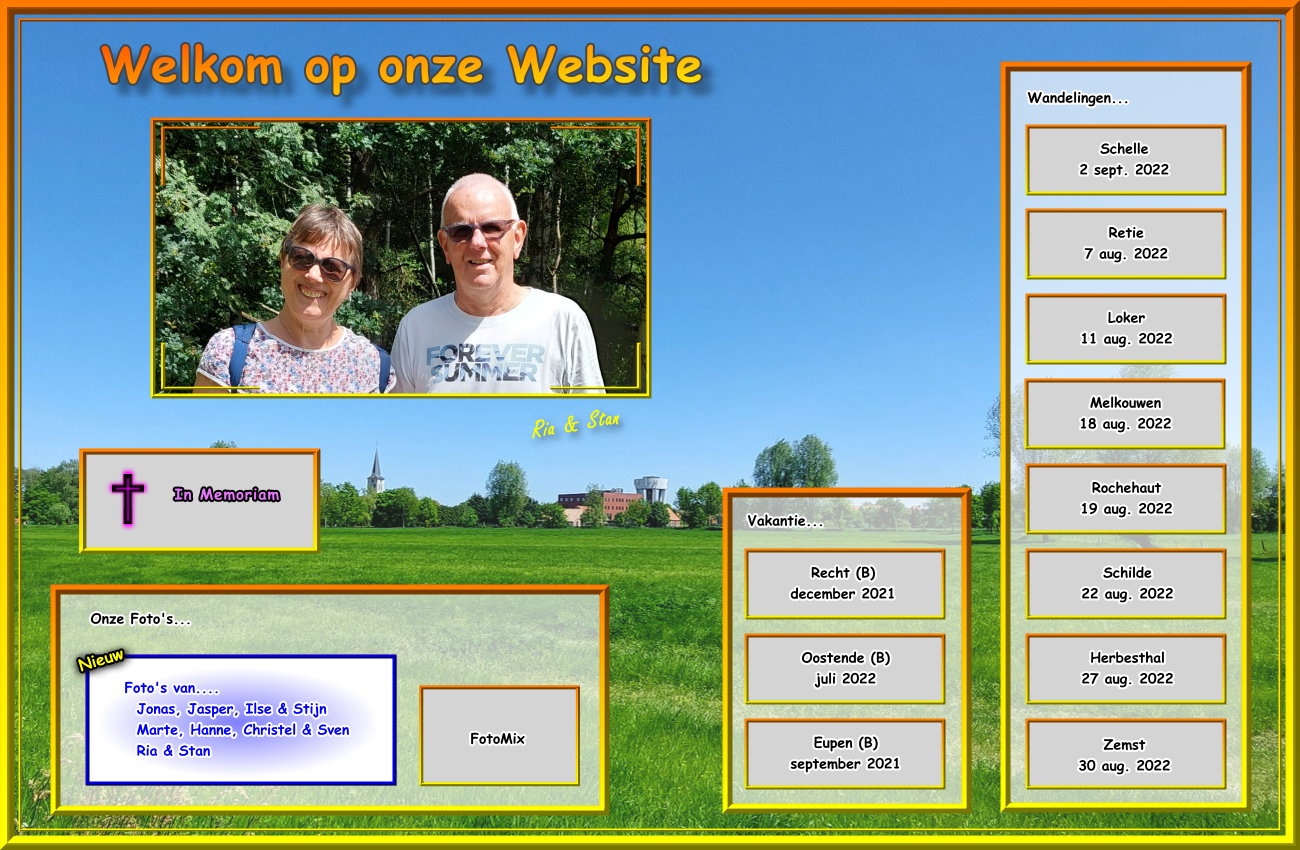 Welkom op onze Website
FOREVER
SUMMER
Ria & Stan
In Memoriam
Onze Foto's...
Nieuw
Foto's van....
Jonas, Jasper, Ilse & Stijn
Marte, Hanne, Christel & Sven
Ria & Stan
FotoMix
Vakantie...
Recht (B)
december 2021
Oostende (B)
juli 2022
Eupen (B)
september 2021
Wandelingen...
Schelle
2 sept. 2022
Retie
7 aug. 2022
Loker
11 aug. 2022
Melkouwen
18 aug. 2022
Rochehaut
19 aug. 2022
Schilde
22 aug. 2022
Herbesthal
27 aug. 2022
Zemst
30 aug. 2022